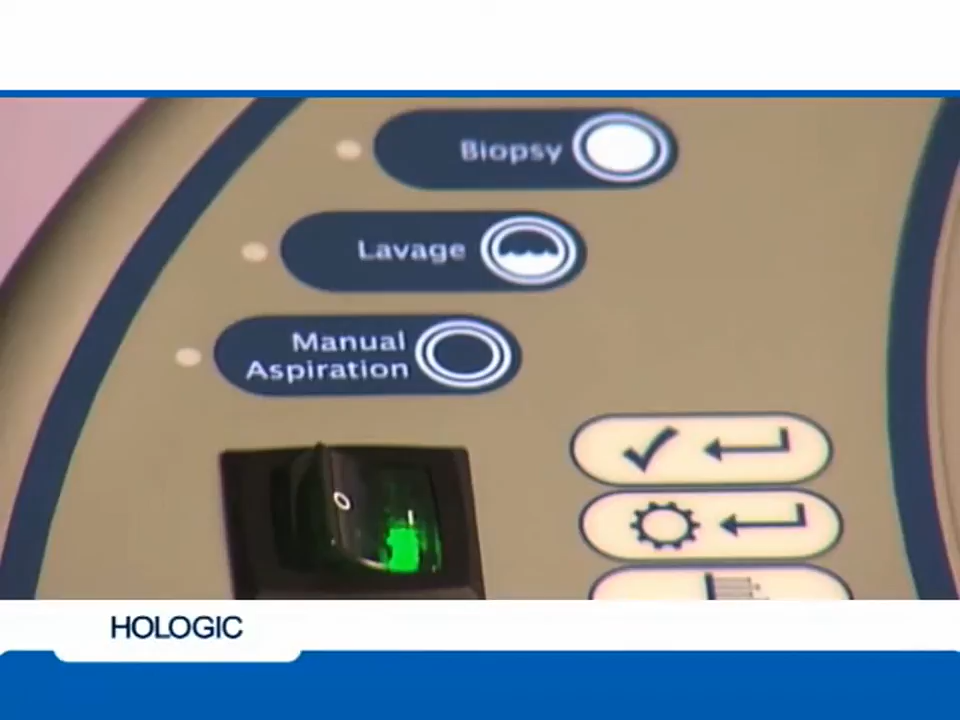 Biopsy
Lavage
Manual
Aspiration
HOLOGIC